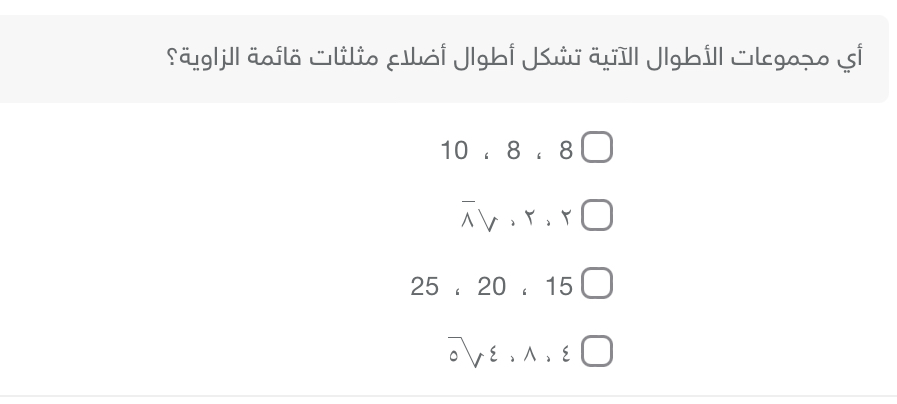 أي مجموعات الأطوال الآتية تشكل أطوال أضلاع مثلثات قائمة الزاوية؟
8 ، 8 ، 10
٢ ، ٢ ، √٨
15 ، 20 ، 25
٤ ، ٨ ، ٤√٥